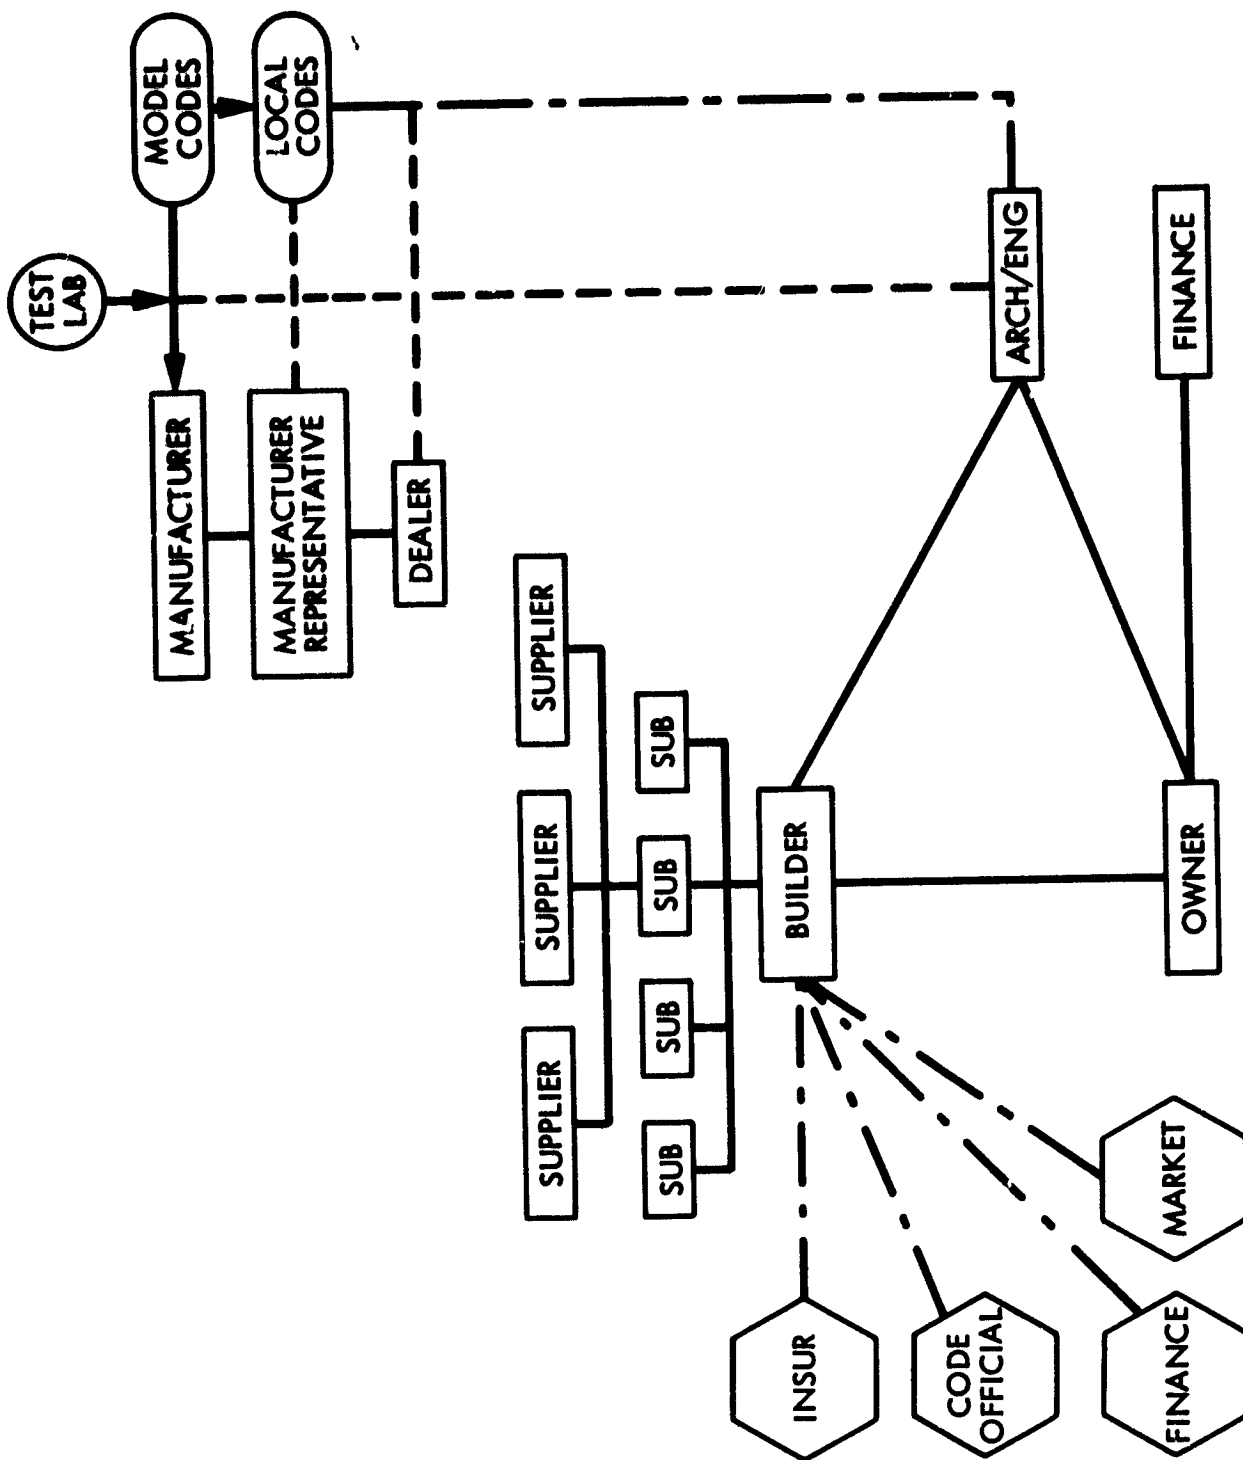 TEST
LAB
MODEL
CODES
LOCAL
CODES
MANUFACTURER
MANUFACTURER
REPRESENTATIVE
DEALER
SUPPLIER
SUPPLIER
SUPPLIER
SUB
SUB
SUB
SUB
BUILDER
ARCH/ENG
INSUR
CODE
OFFICIAL
FINANCE
MARKET
OWNER
FINANCE